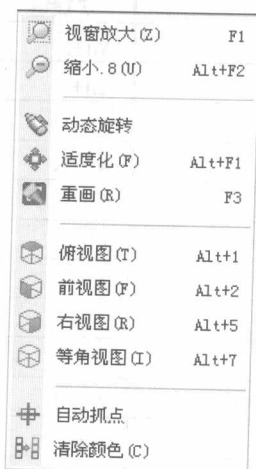 视窗放大(Z) F1
缩小.8(U) Alt+F2
动态旋转
适度化(F) Alt+F1
重画(R) F3
俯视图(T) Alt+1
前视图(F) Alt+2
右视图(R) Alt+5
等角视图(I) Alt+7
自动抓点
清除颜色(C)